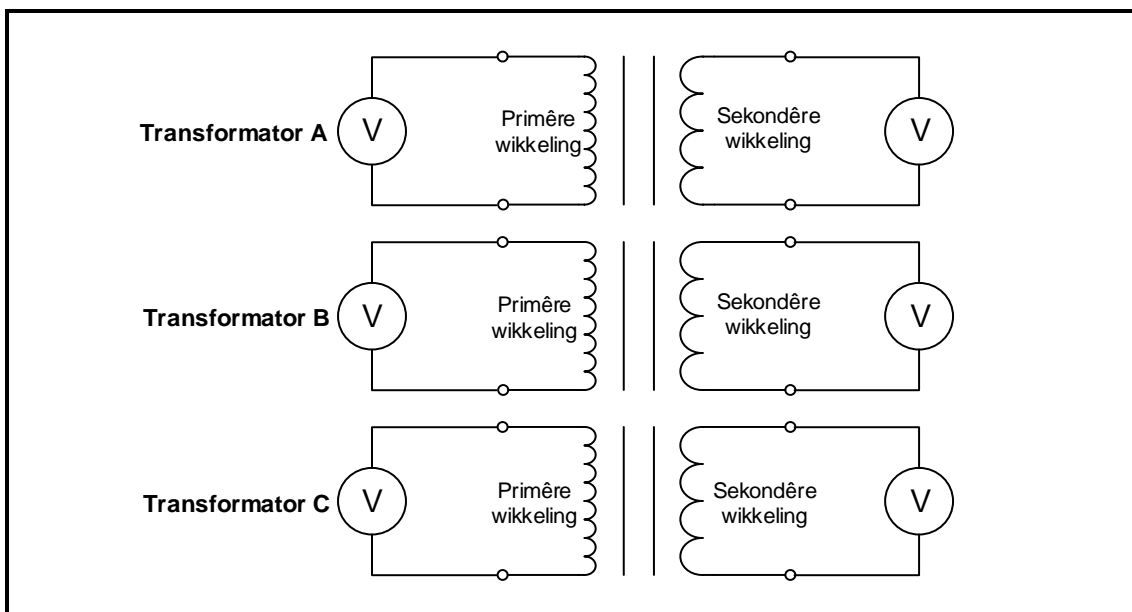 Transformator A
V
Primêre
wikkeling
Sekondêre
wikkeling
V
Transformator B
V
Primêre
wikkeling
Sekondêre
wikkeling
V
Transformator C
V
Primêre
wikkeling
Sekondêre
wikkeling
V